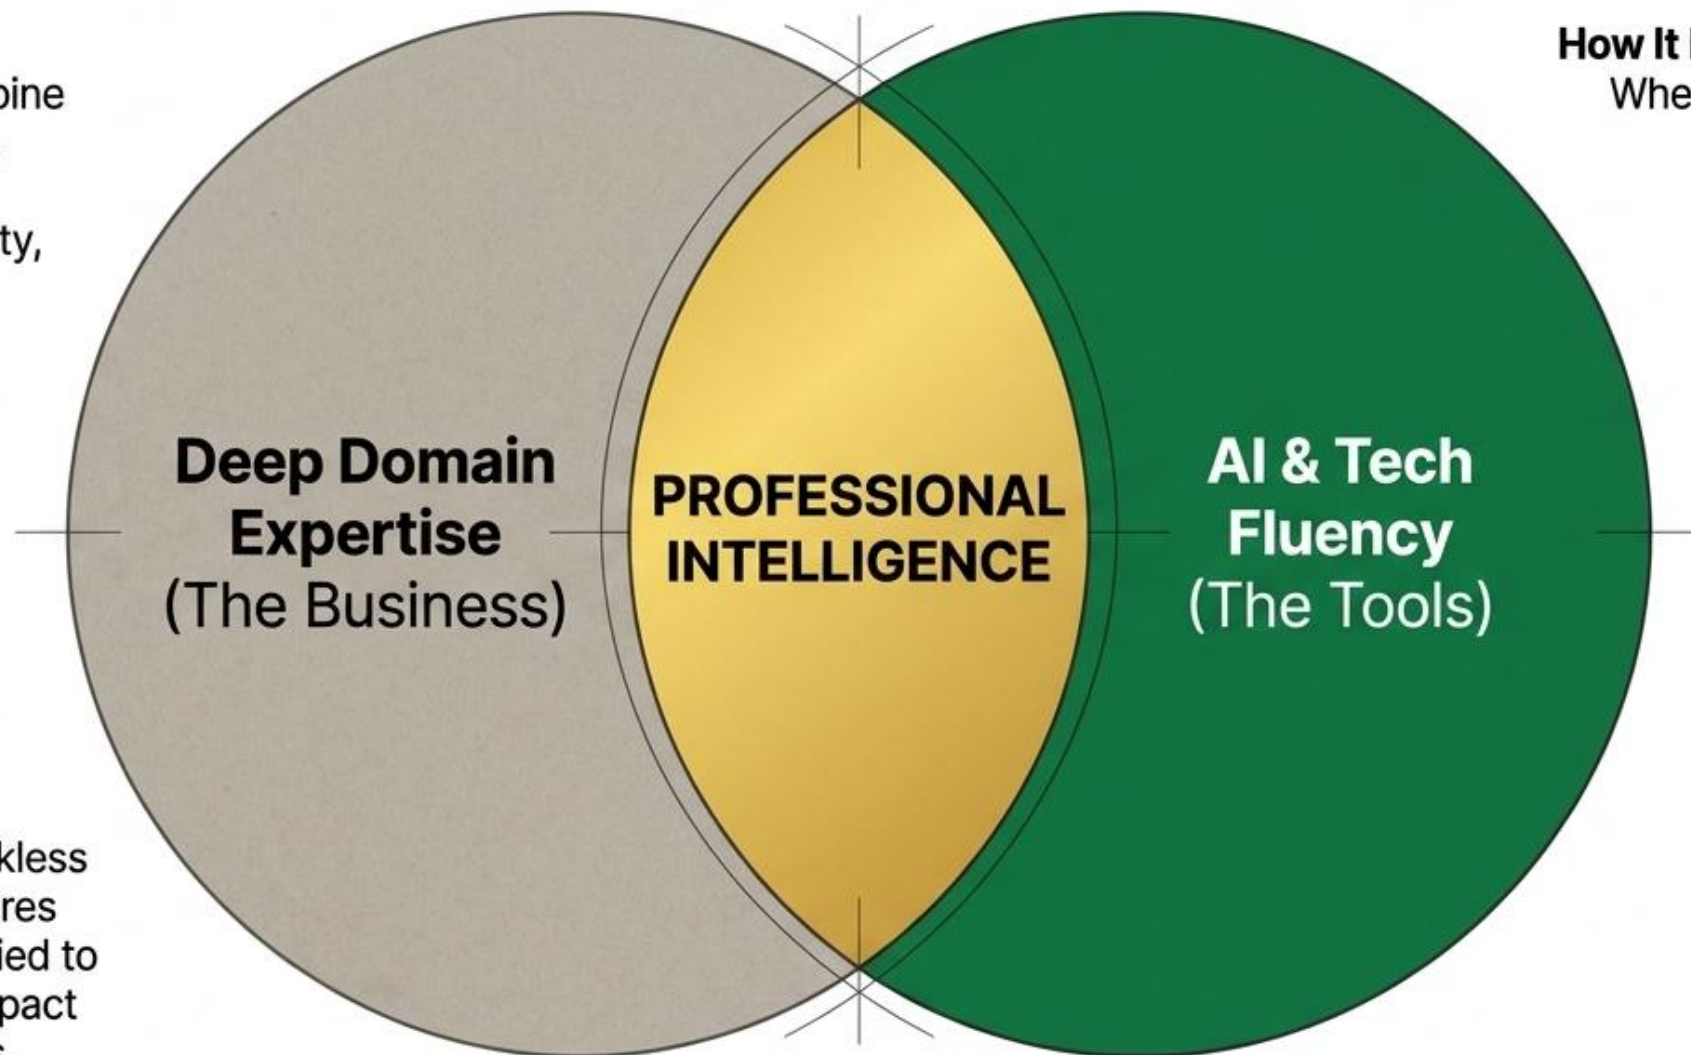 bine
ty,
kless
res
ied to
pact
Deep Domain
Expertise
(The Business)
PROFESSIONAL
INTELLIGENCE
AI & Tech
Fluency
(The Tools)
How It
Whe